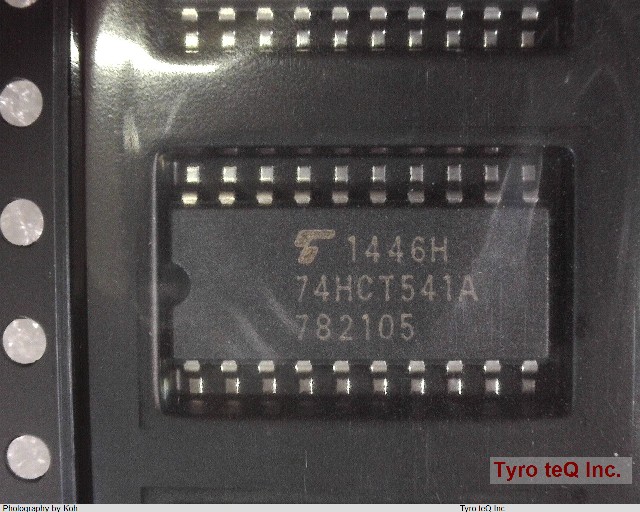 1446H
74HCT541A
782105
Tyro teQ Inc.
Photography by Koh
Tyro teQ Inc